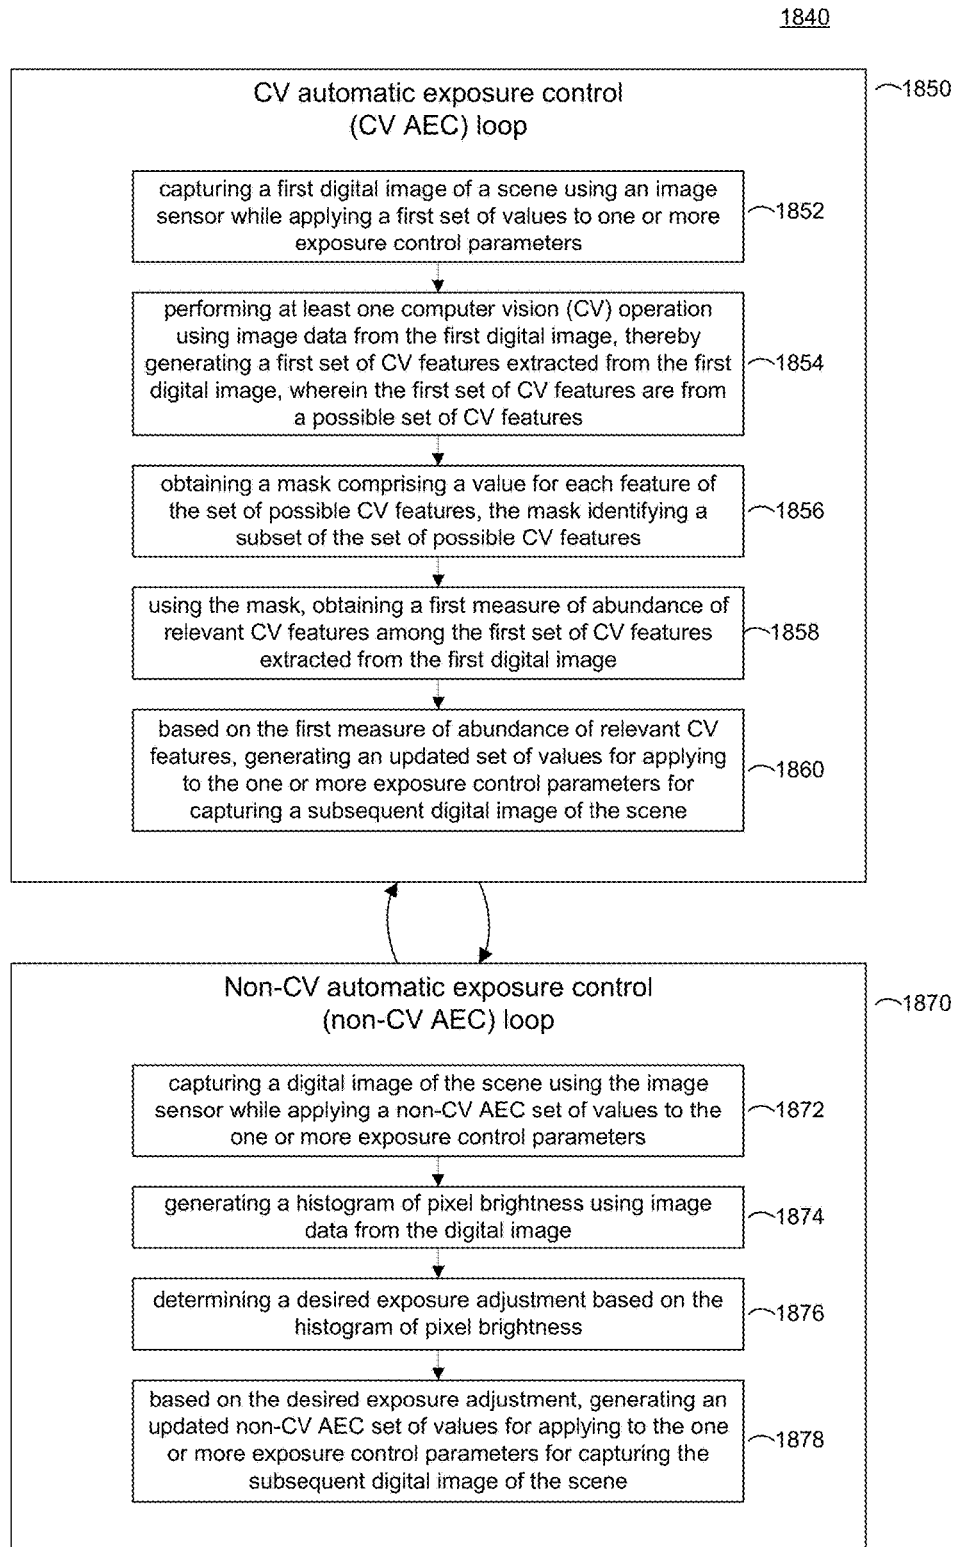 1840
CV automatic exposure control
(CV AEC) loop
1850
capturing a first digital image of a scene using an image
sensor while applying a first set of values to one or more
exposure control parameters
1852
performing at least one computer vision (CV) operation
using image data from the first digital image, thereby
generating a first set of CV features extracted from the first
digital image, wherein the first set of CV features are from
a possible set of CV features
1854
obtaining a mask comprising a value for each feature of
the set of possible CV features, the mask identifying a
subset of the set of possible CV features
1856
using the mask, obtaining a first measure of abundance of
relevant CV features among the first set of CV features
extracted from the first digital image
1858
based on the first measure of abundance of relevant CV
features, generating an updated set of values for applying
to the one or more exposure control parameters for
capturing a subsequent digital image of the scene
1860
Non-CV automatic exposure control
(non-CV AEC) loop
1870
capturing a digital image of the scene using the image
sensor while applying a non-CV AEC set of values to the
one or more exposure control parameters
1872
generating a histogram of pixel brightness using image
data from the digital image
1874
determining a desired exposure adjustment based on the
histogram of pixel brightness
1876
based on the desired exposure adjustment, generating an
updated non-CV AEC set of values for applying to the one
or more exposure control parameters for capturing the
subsequent digital image of the scene
1878